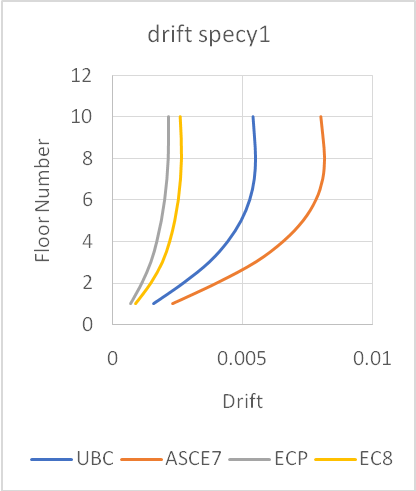 drift specy1
12
10
8
6
4
2
0
Floor Number
0 0.005 0.01
Drift
UBC ASCE7 ECP EC8